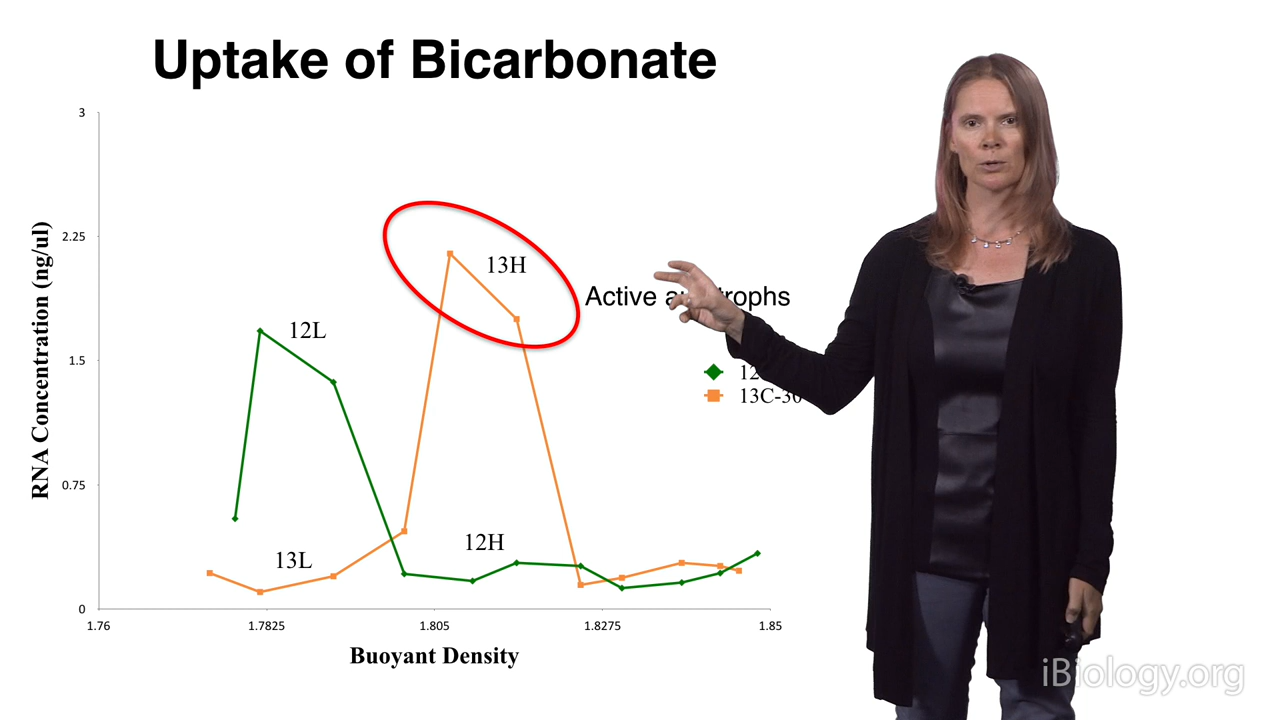 Uptake of Bicarbonate
3
2.25
1.5
0.75
0
RNA Concentration (ng/ul)
12L
13L
13H
12H
Active
1.76
1.7825
1.805
1.8275
1.85
Buoyant Density
iBiology.org